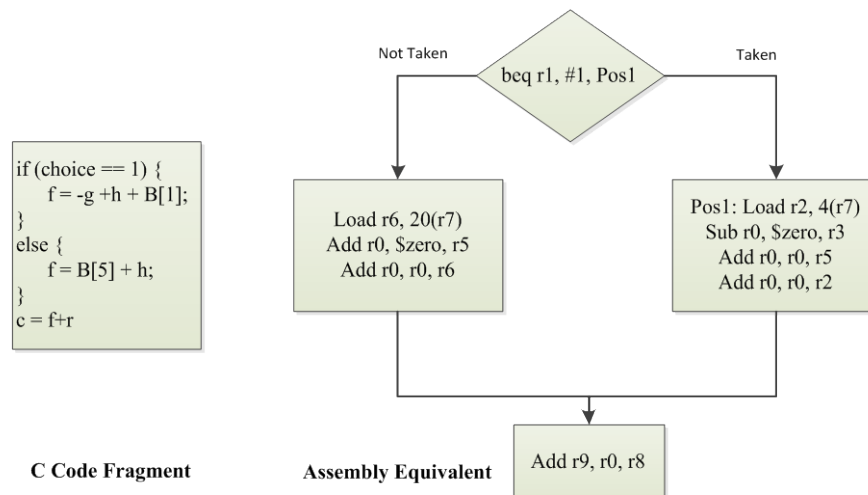 Not Taken
Taken
beq r1, #1, Pos1
if (choice == 1) {
f = -g +h + B[1];
}
else {
f = B[5] + h;
}
c = f+r
Load r6, 20(r7)
Add r0, $zero, r5
Add r0, r0, r6
Pos1: Load r2, 4(r7)
Sub r0, $zero, r3
Add r0, r0, r5
Add r0, r0, r2
C Code Fragment
Assembly Equivalent
Add r9, r0, r8